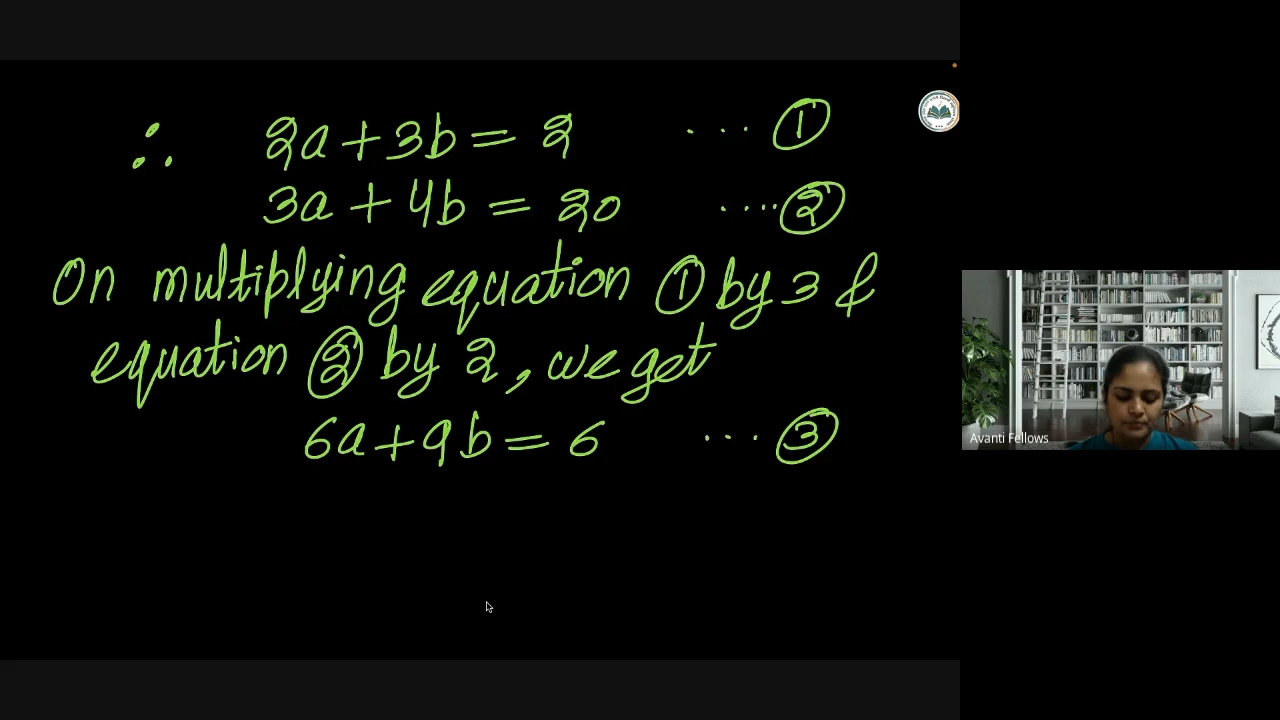 ∴ 2a + 3b = 2 ... ①
3a + 4b = 20 .... ②
On multiplying equation ① by 3 &
equation ② by 2, we get
6a + 9b = 6 ... ③
Avanti Fellows